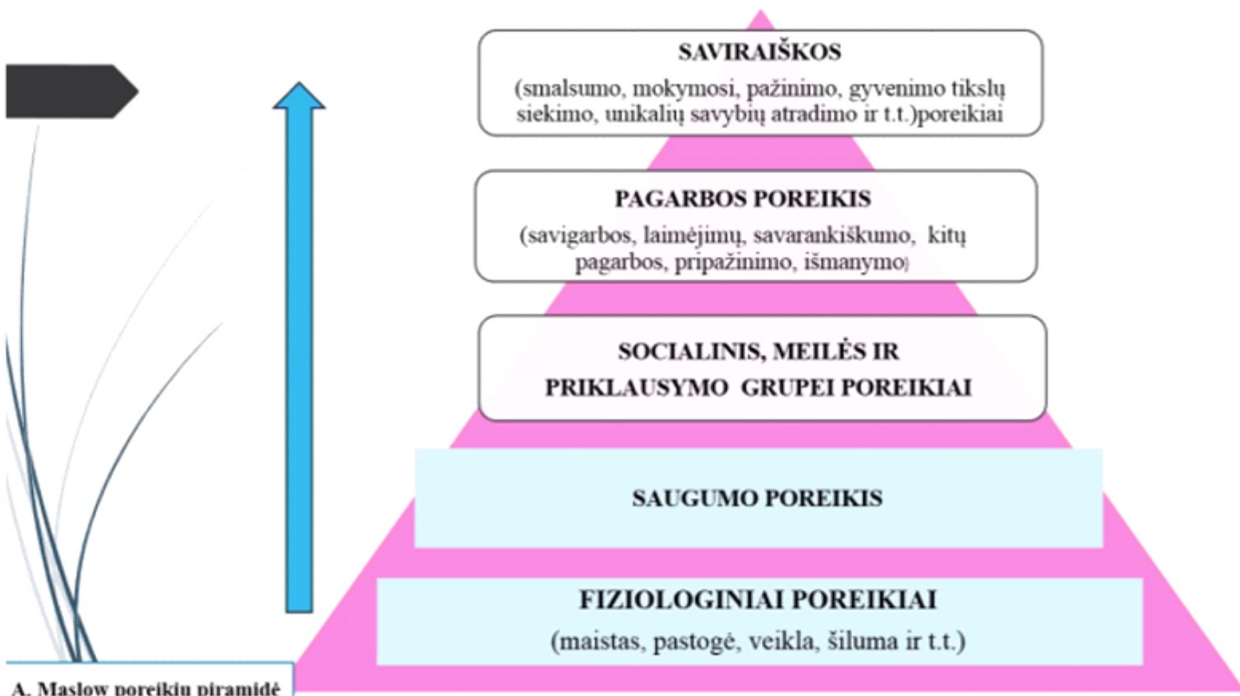 SAVIRAIŠKOS
(smalsumo, mokymosi, pažinimo, gyvenimo tikslų
siekimo, unikalių savybių atradimo ir t.t.)poreikiai
PAGARBOS POREIKIS
(savigarbos, laimėjimų, savarankiškumo, kitų
pagarbos, pripažinimo, išmanymo)
SOCIALINIS, MEILĖS IR
PRIKLAUSYMO GRUPEI POREIKIAI
SAUGUMO POREIKIS
FIZIOLOGINIAI POREIKIAI
(maistas, pastogė, veikla, šiluma ir t.t.)
A. Maslow poreikių piramidė